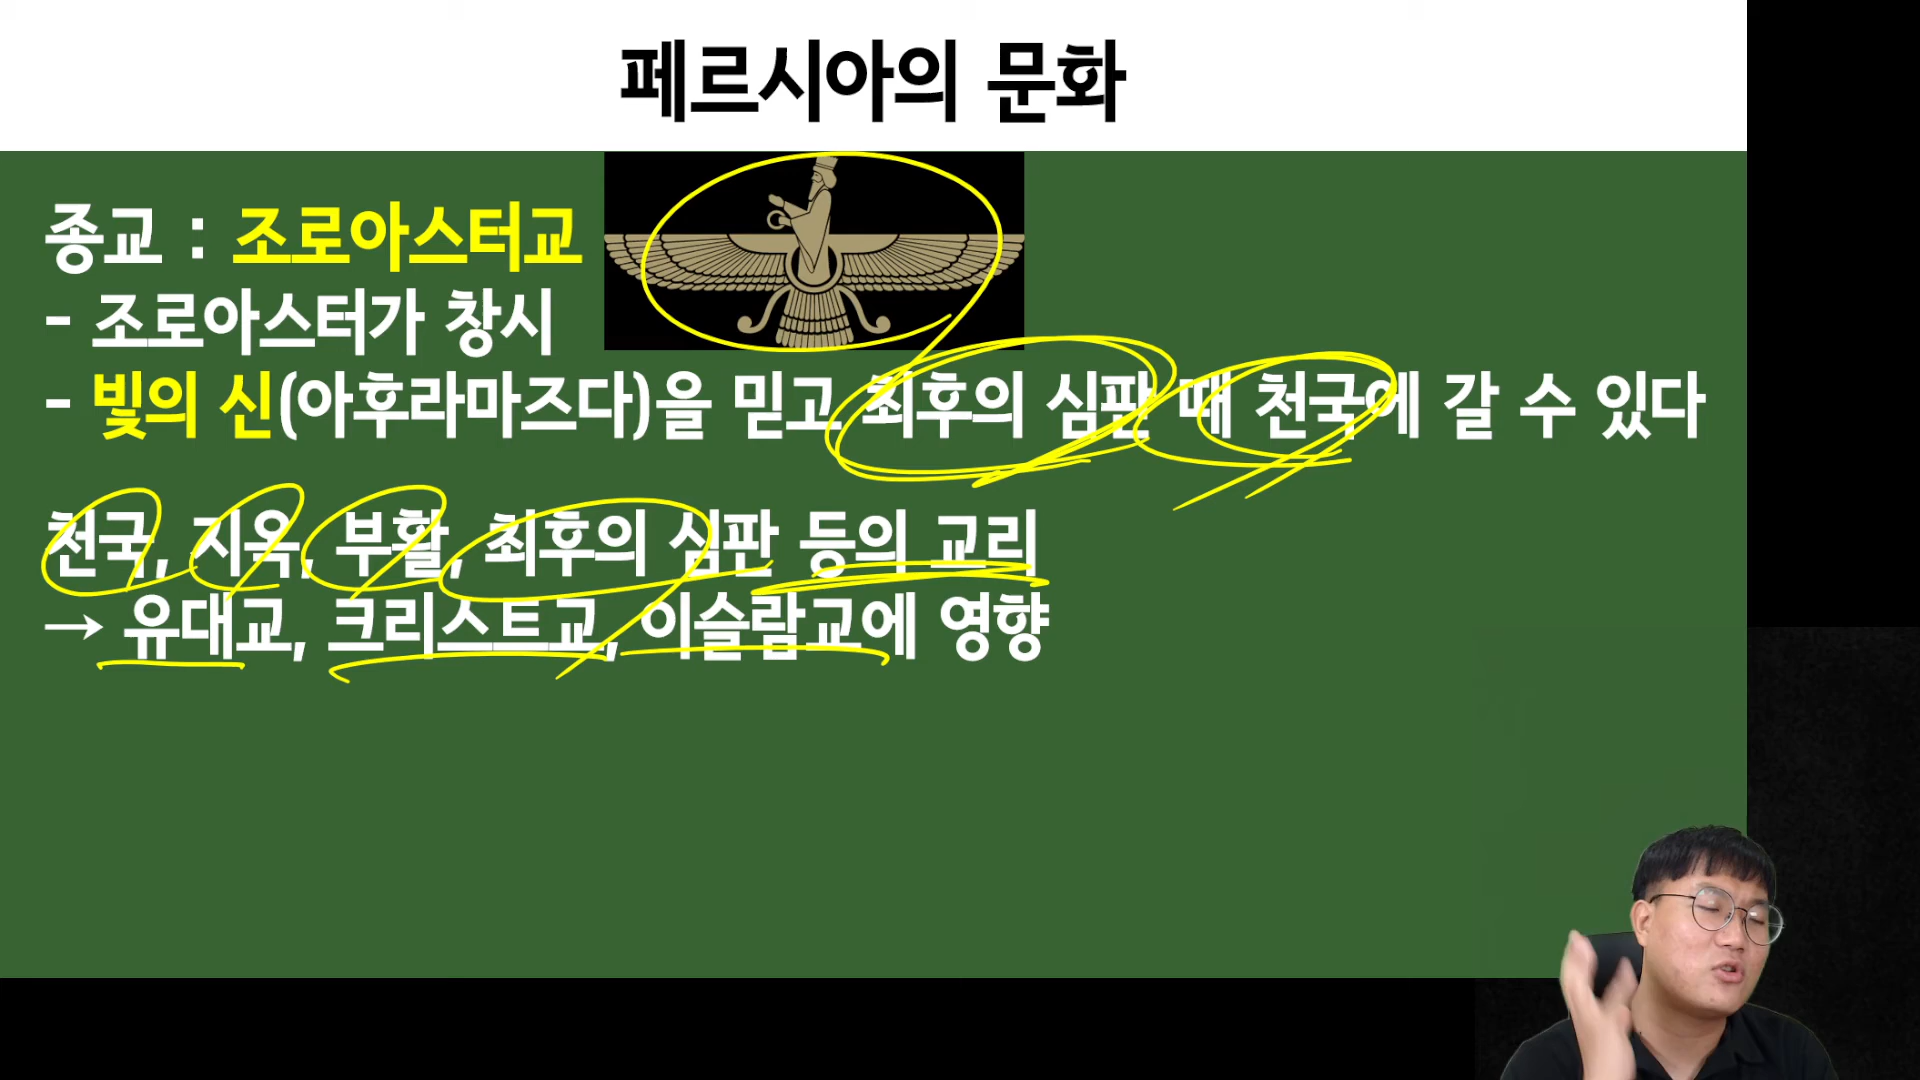 페르시아의 문화
종교 : 조로아스터교
- 조로아스터가 창시
- 빛의 신(아후라마즈다)을 믿고 최후의 심판 때 천국에 갈 수 있다
천국, 지옥, 부활, 최후의 심판 등의 교리
→ 유대교, 크리스트교, 이슬람교에 영향